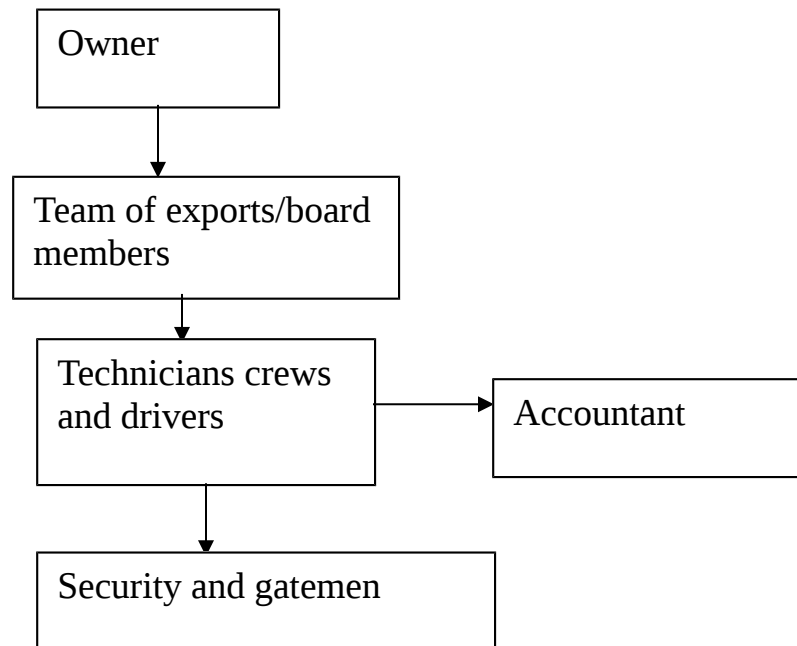 Owner
Team of exports/board
members
Technicians crews
and drivers
Accountant
Security and gatemen